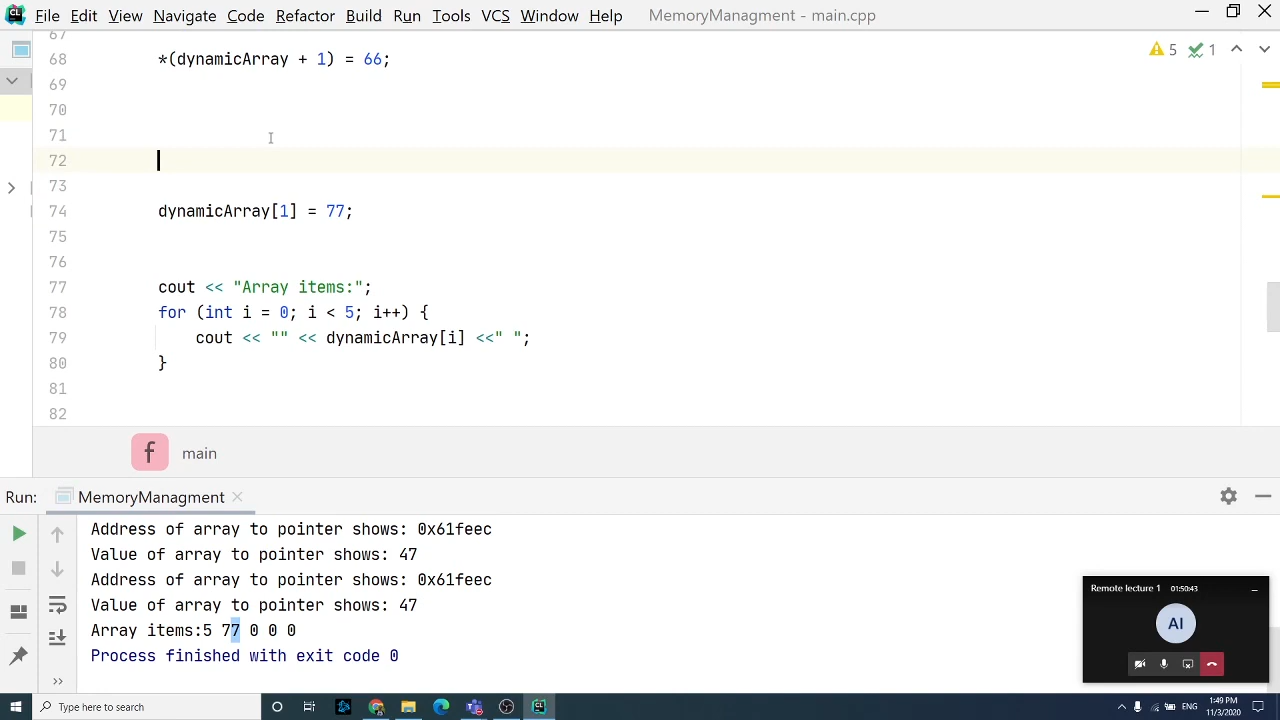 File Edit View Navigate Code Refactor Build Run Tools VCS Window Help MemoryManagment - main.cpp
67
68 *(dynamicArray + 1) = 66; 5 1
69
70
71
72
73
74 dynamicArray[1] = 77;
75
76
77 cout << "Array items:";
78 for (int i = 0; i < 5; i++) {
79 cout << "" << dynamicArray[i] <<" ";
80 }
81
82
f main
Run: MemoryManagment
Address of array to pointer shows: 0x61feec
Value of array to pointer shows: 47
Address of array to pointer shows: 0x61feec
Value of array to pointer shows: 47
Array items:5 77 0 0 0
Process finished with exit code 0
Remote lecture 1 01:50:43
AI
Type here to search
ENG 1:49 PM
11/3/2020